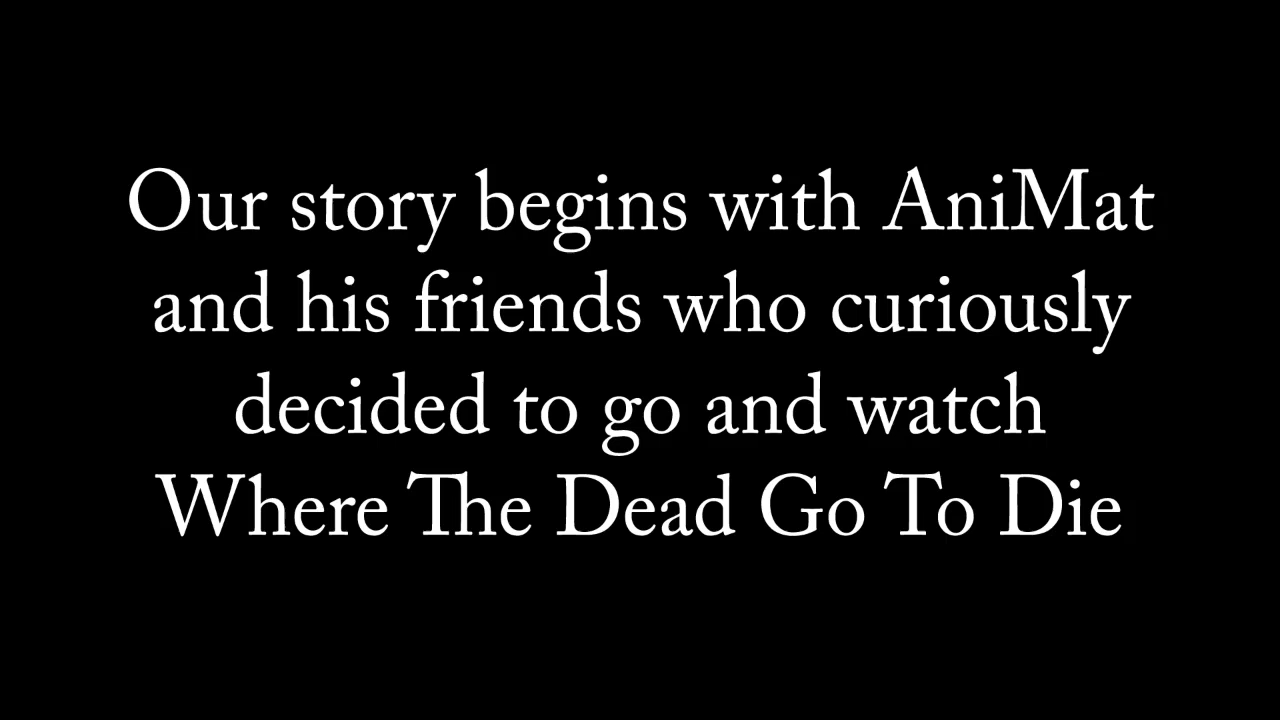 Our story begins with AniMat
and his friends who curiously
decided to go and watch
Where The Dead Go To Die